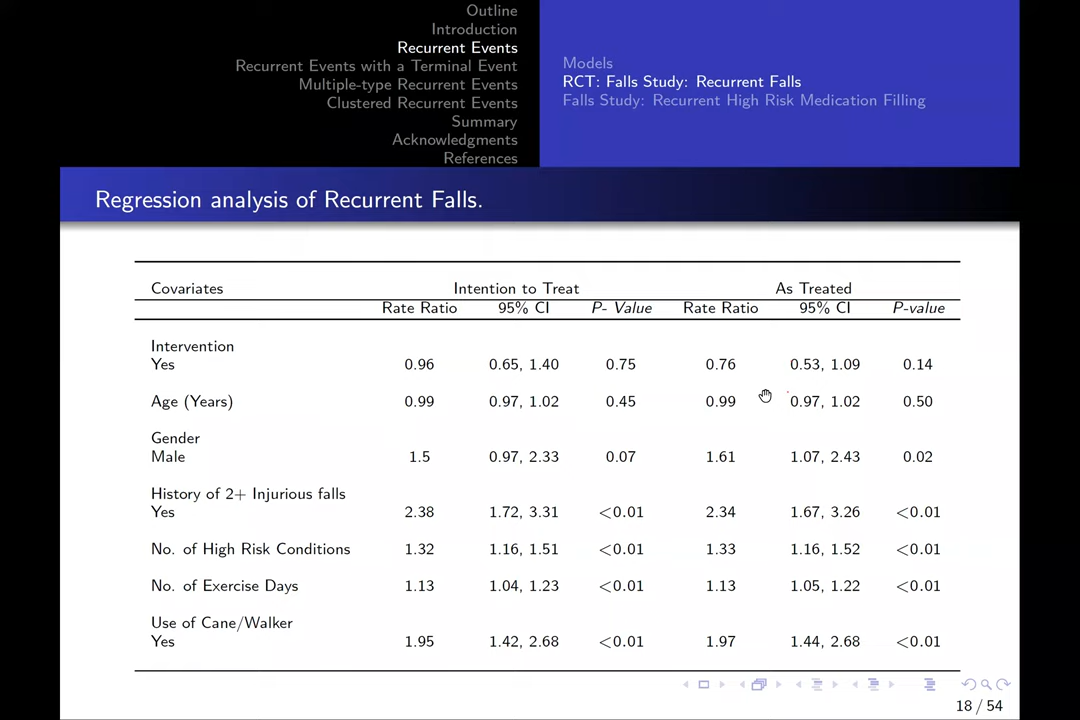 Outline
Introduction
Recurrent Events
Recurrent Events with a Terminal Event
Multiple-type Recurrent Events
Clustered Recurrent Events
Summary
Acknowledgments
References
Models
RCT: Falls Study: Recurrent Falls
Falls Study: Recurrent High Risk Medication Filling
Regression analysis of Recurrent Falls.
Covariates Intention to Treat As Treated
Rate Ratio 95% CI P- Value Rate Ratio 95% CI P-value
Intervention
Yes 0.96 0.65, 1.40 0.75 0.76 0.53, 1.09 0.14
Age (Years) 0.99 0.97, 1.02 0.45 0.99 0.97, 1.02 0.50
Gender
Male 1.5 0.97, 2.33 0.07 1.61 1.07, 2.43 0.02
History of 2+ Injurious falls
Yes 2.38 1.72, 3.31 <0.01 2.34 1.67, 3.26 <0.01
No. of High Risk Conditions 1.32 1.16, 1.51 <0.01 1.33 1.16, 1.52 <0.01
No. of Exercise Days 1.13 1.04, 1.23 <0.01 1.13 1.05, 1.22 <0.01
Use of Cane/Walker
Yes 1.95 1.42, 2.68 <0.01 1.97 1.44, 2.68 <0.01
18 / 54